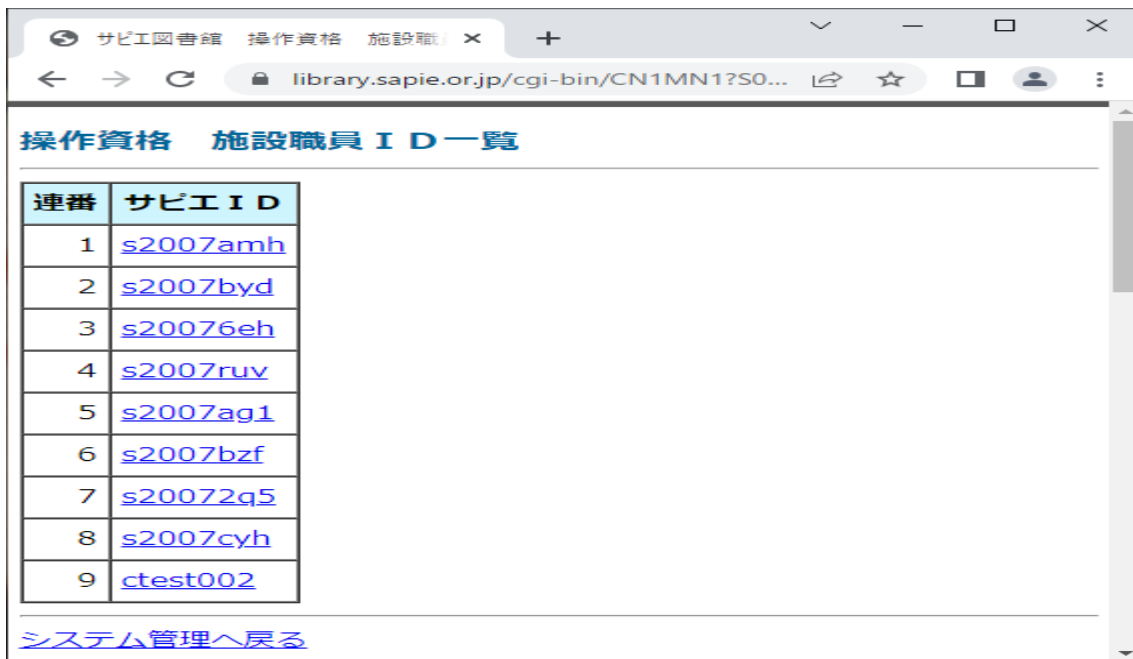 サピエ図書館 操作資格 施設職
library.sapie.or.jp/cgi-bin/CN1MN1?S0...
操作資格 施設職員ＩＤ一覧
連番 サピエＩＤ
1 s2007amh
2 s2007byd
3 s20076eh
4 s2007ruv
5 s2007ag1
6 s2007bzf
7 s20072q5
8 s2007cyh
9 ctest002
システム管理へ戻る